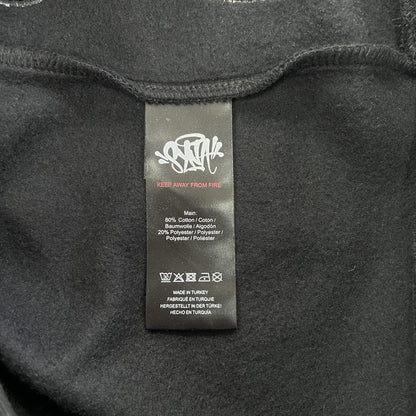 SYNA
KEEP AWAY FROM FIRE
Main:
80% Cotton / Coton /
Baumwolle / Algodón
20% Polyester / Polyester /
Polyester / Poliéster
MADE IN TURKEY
FABRIQUÉ EN TURQUIE
HERGESTELLT IN DER TÜRKEI
HECHO EN TURQUÍA